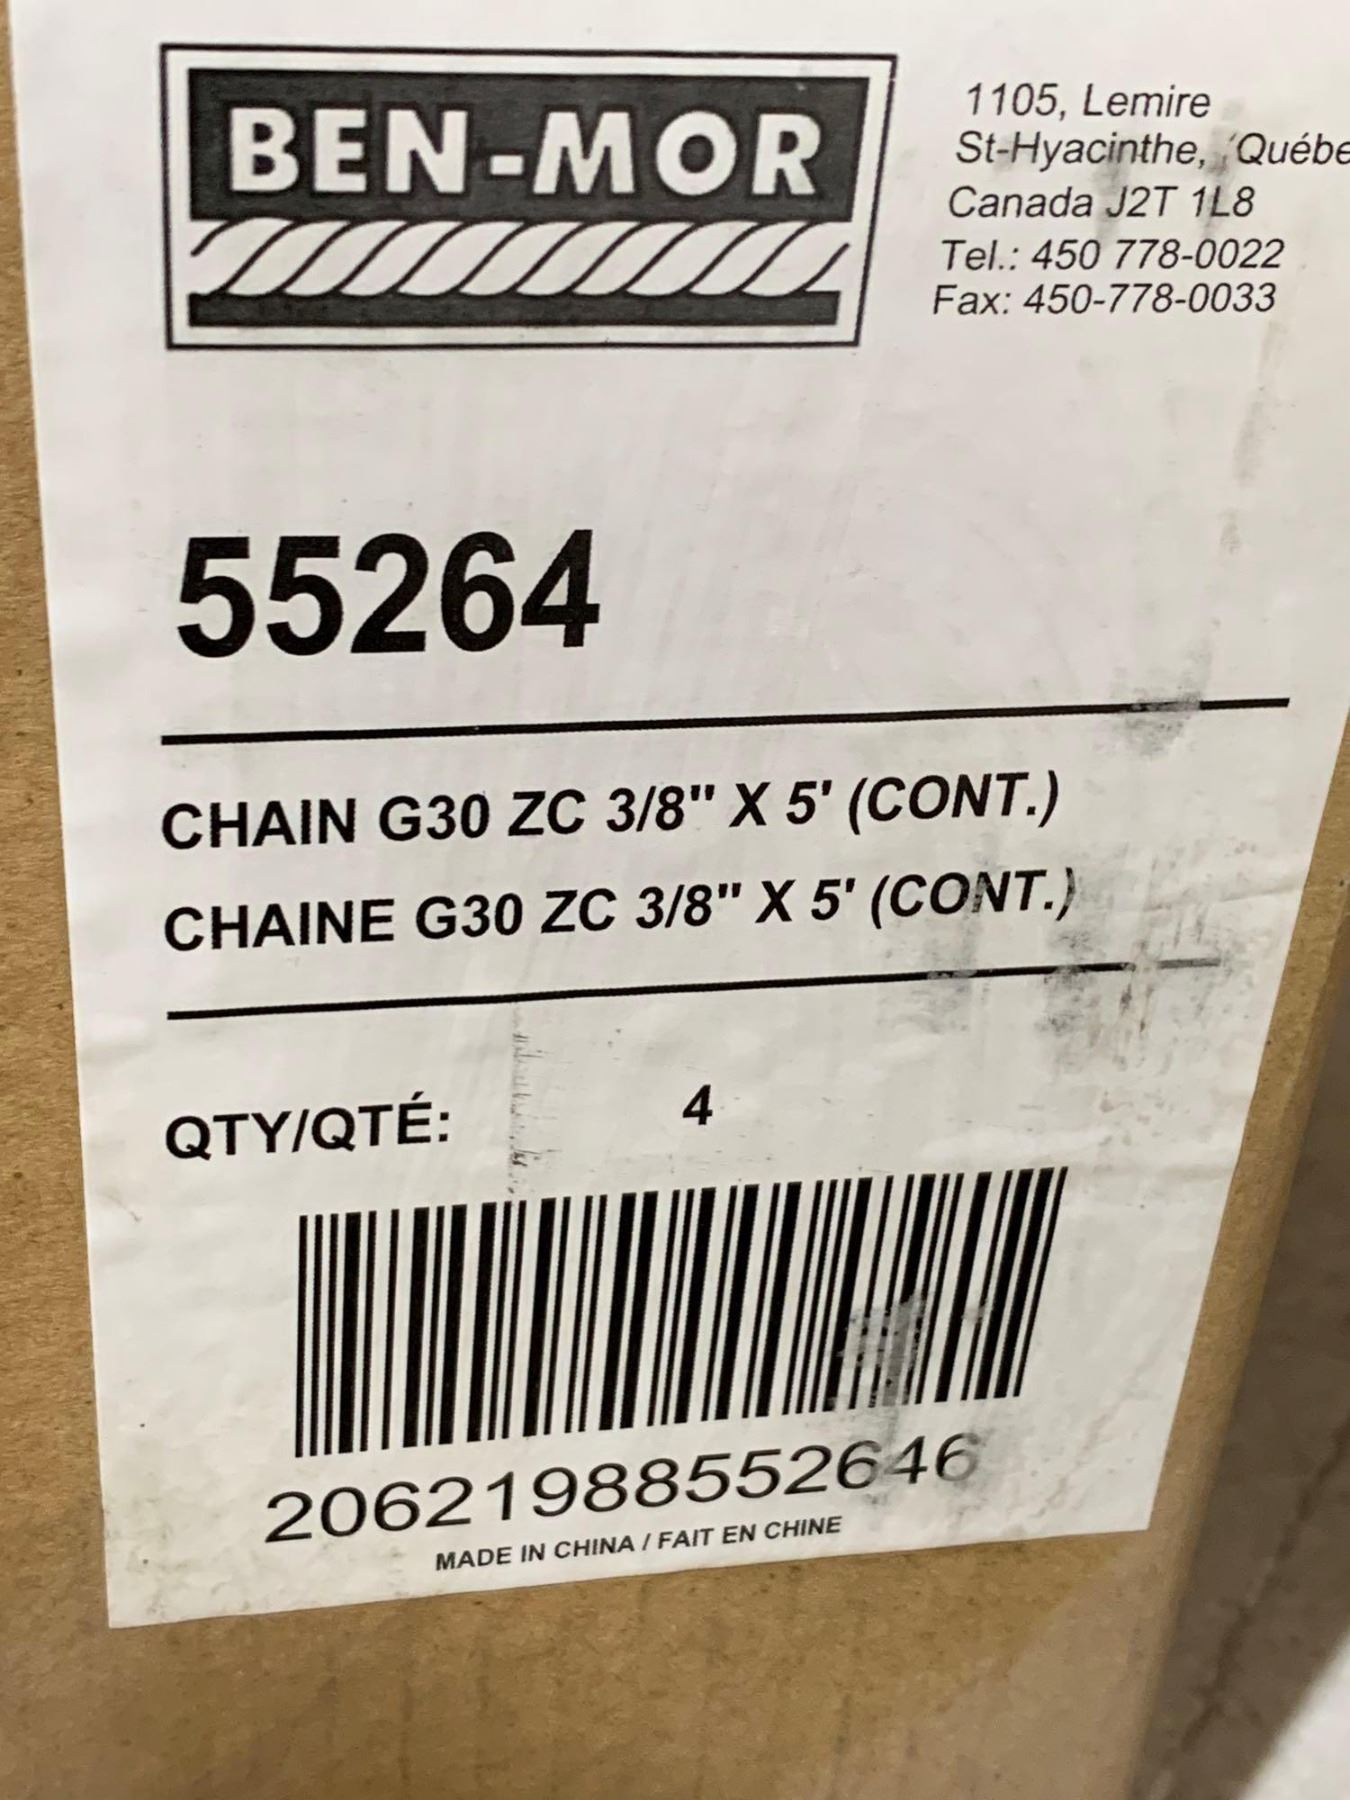 BEN-MOR
1105, Lemire
St-Hyacinthe, Québe
Canada J2T 1L8
Tel.: 450 778-0022
Fax: 450-778-0033
55264
CHAIN G30 ZC 3/8" X 5' (CONT.)
CHAINE G30 ZC 3/8" X 5' (CONT.)
QTY/QTÉ: 4
20621988552646
MADE IN CHINA / FAIT EN CHINE